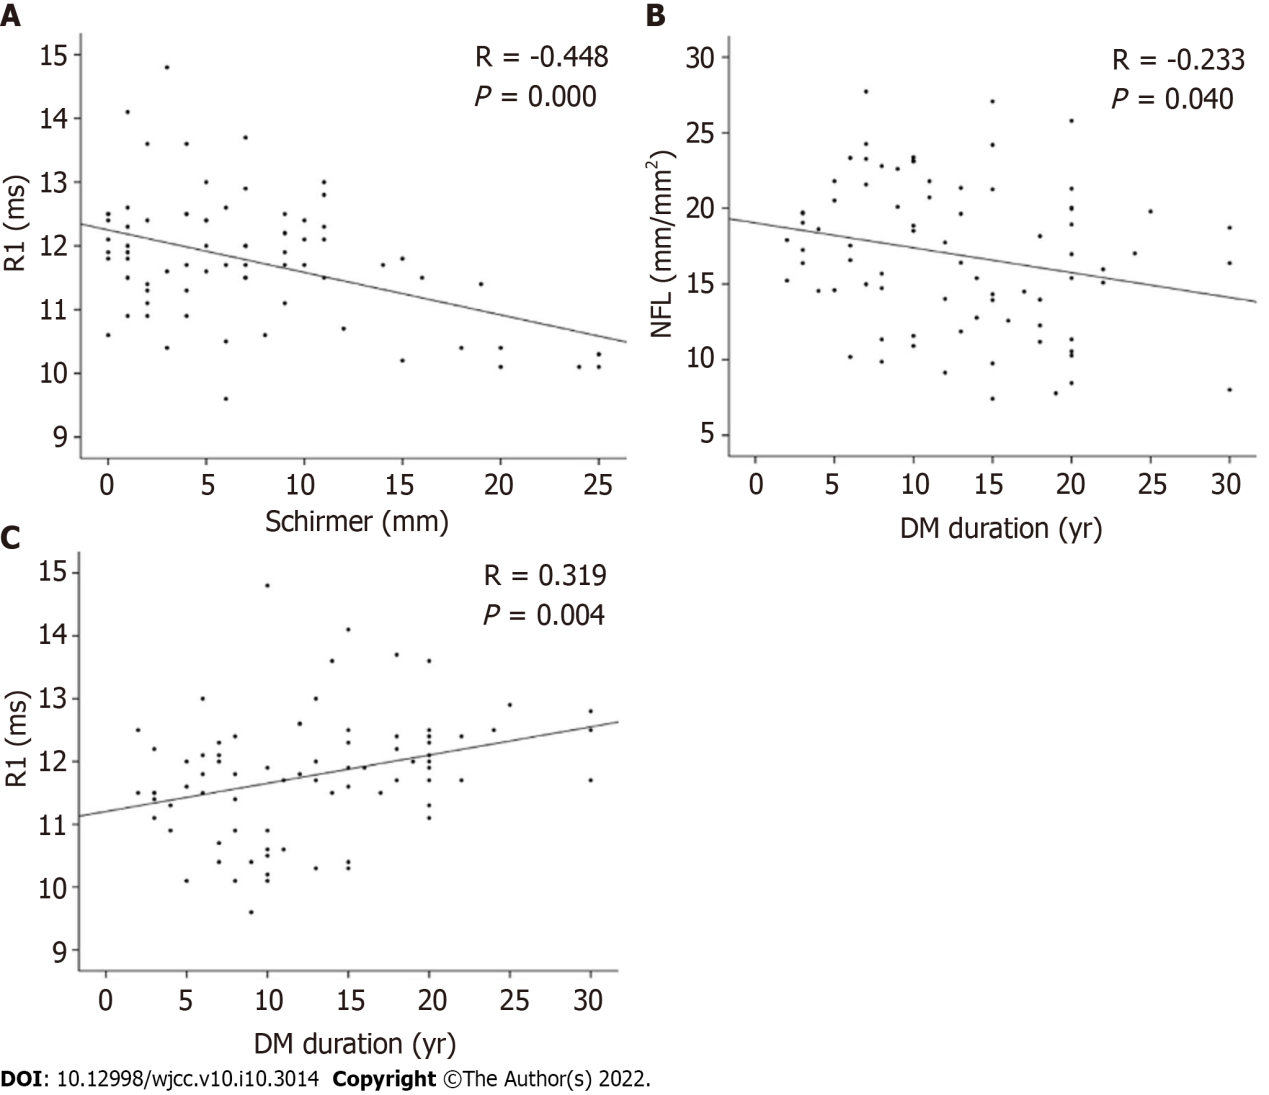 A
R = -0.448
P = 0.000
15
14
13
12
11
10
9
R1 (ms)
0 5 10 15 20 25
Schirmer (mm)
B
R = -0.233
P = 0.040
30
25
20
15
10
5
NFL (mm/mm²)
0 5 10 15 20 25 30
DM duration (yr)
C
R = 0.319
P = 0.004
15
14
13
12
11
10
9
R1 (ms)
0 5 10 15 20 25 30
DM duration (yr)
DOI: 10.12998/wjcc.v10.i10.3014 Copyright ©The Author(s) 2022.